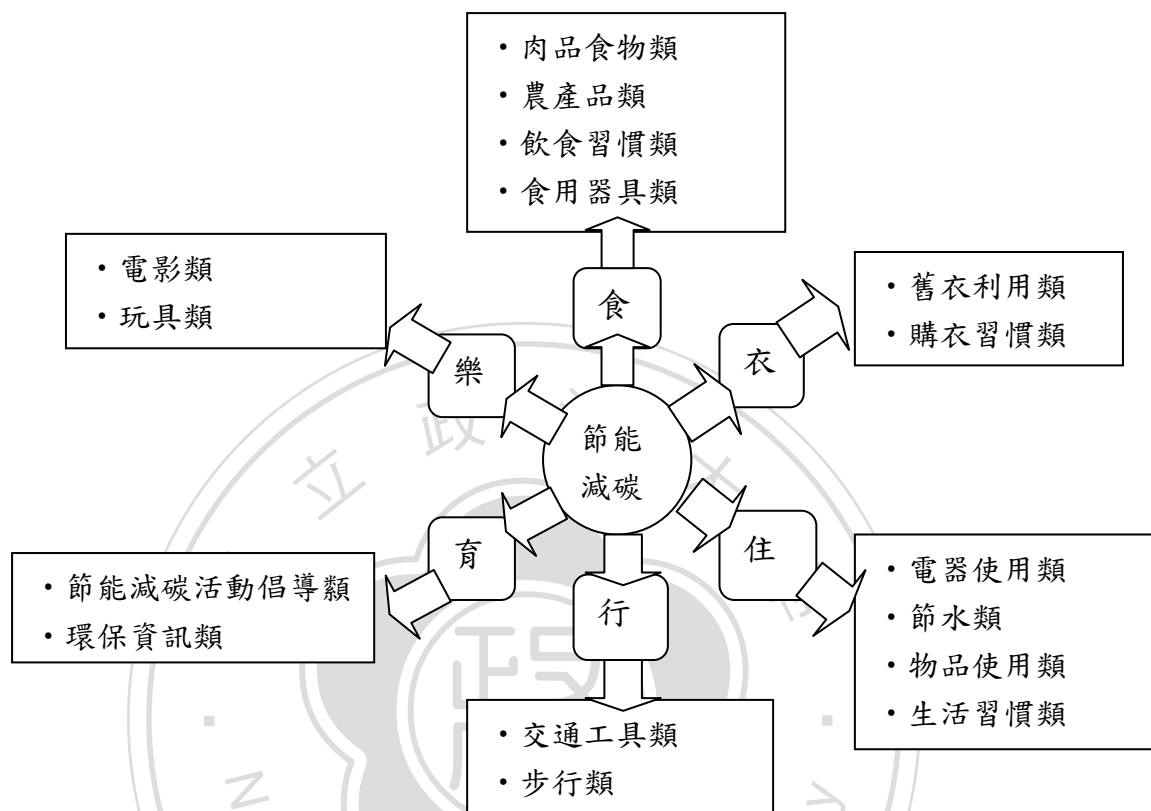 ・肉品食物類
・農產品類
・飲食習慣類
・食用器具類
・電影類
・玩具類
・舊衣利用類
・購衣習慣類
食
樂
衣
節能
減碳
育
住
行
・節能減碳活動倡導類
・環保資訊類
・電器使用類
・節水類
・物品使用類
・生活習慣類
・交通工具類
・步行類
立 政